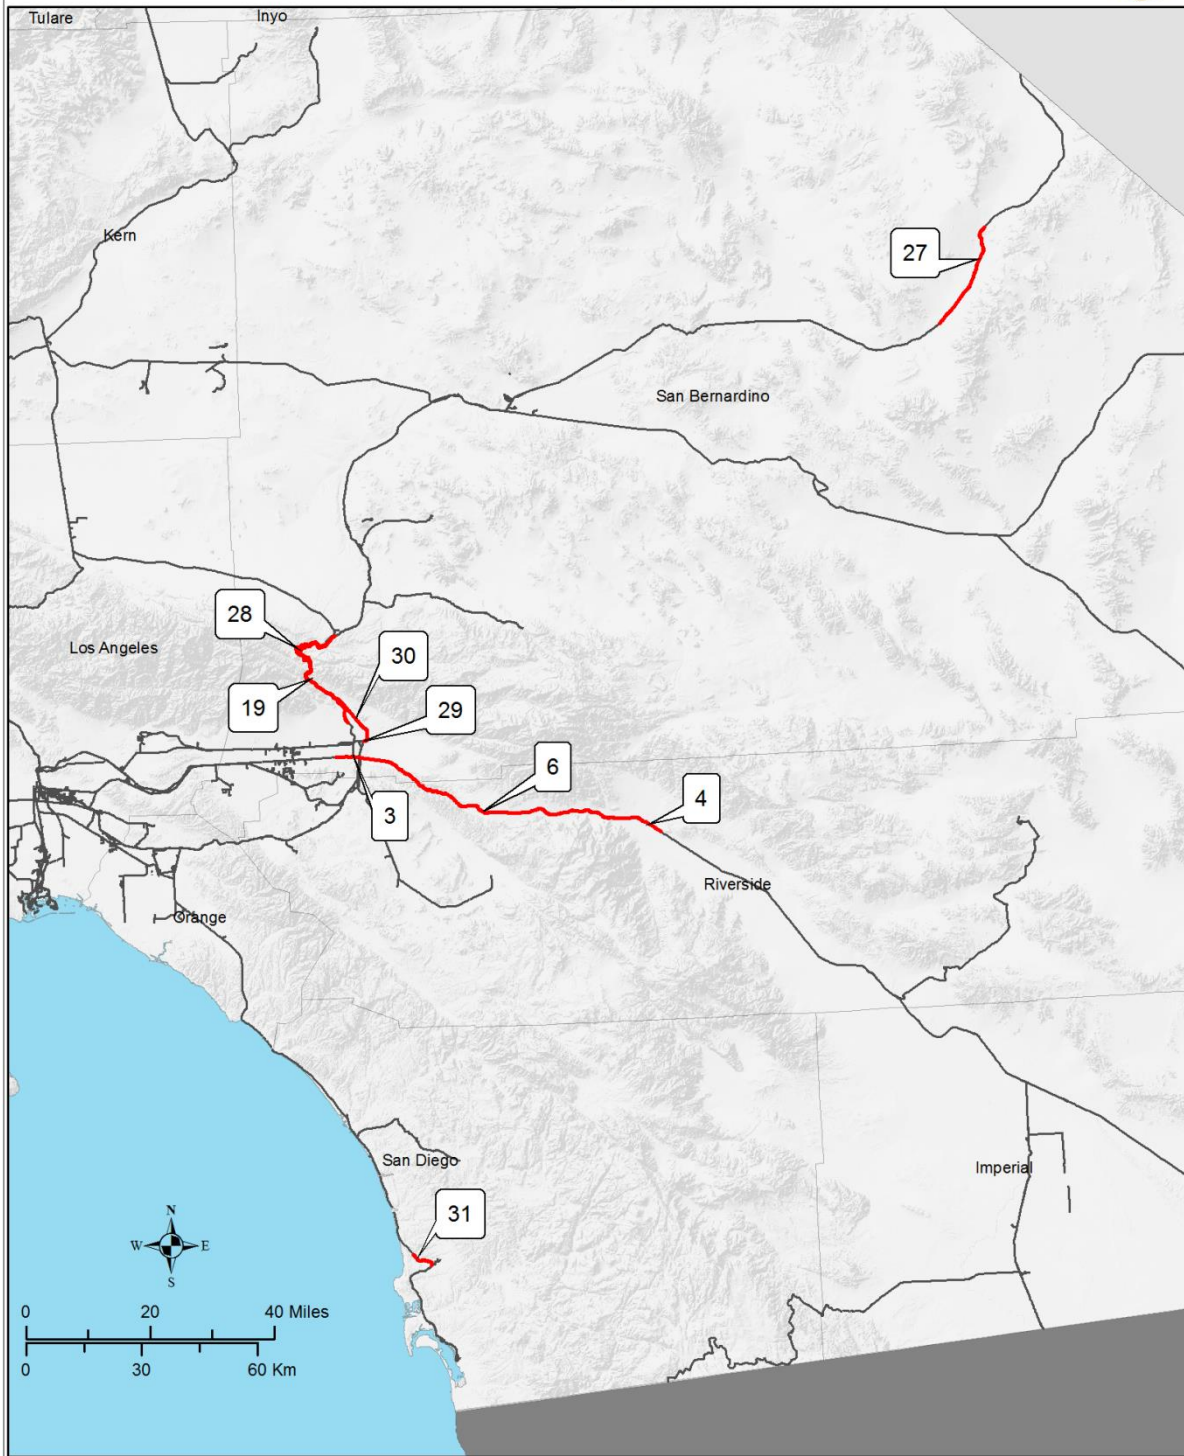 Tulare
Inyo
Kern
27
San Bernardino
28
Los Angeles
30
19
29
6
3
4
Riverside
Orange
San Diego
Imperial
31
N
W E
S
0 20 40 Miles
0 30 60 Km